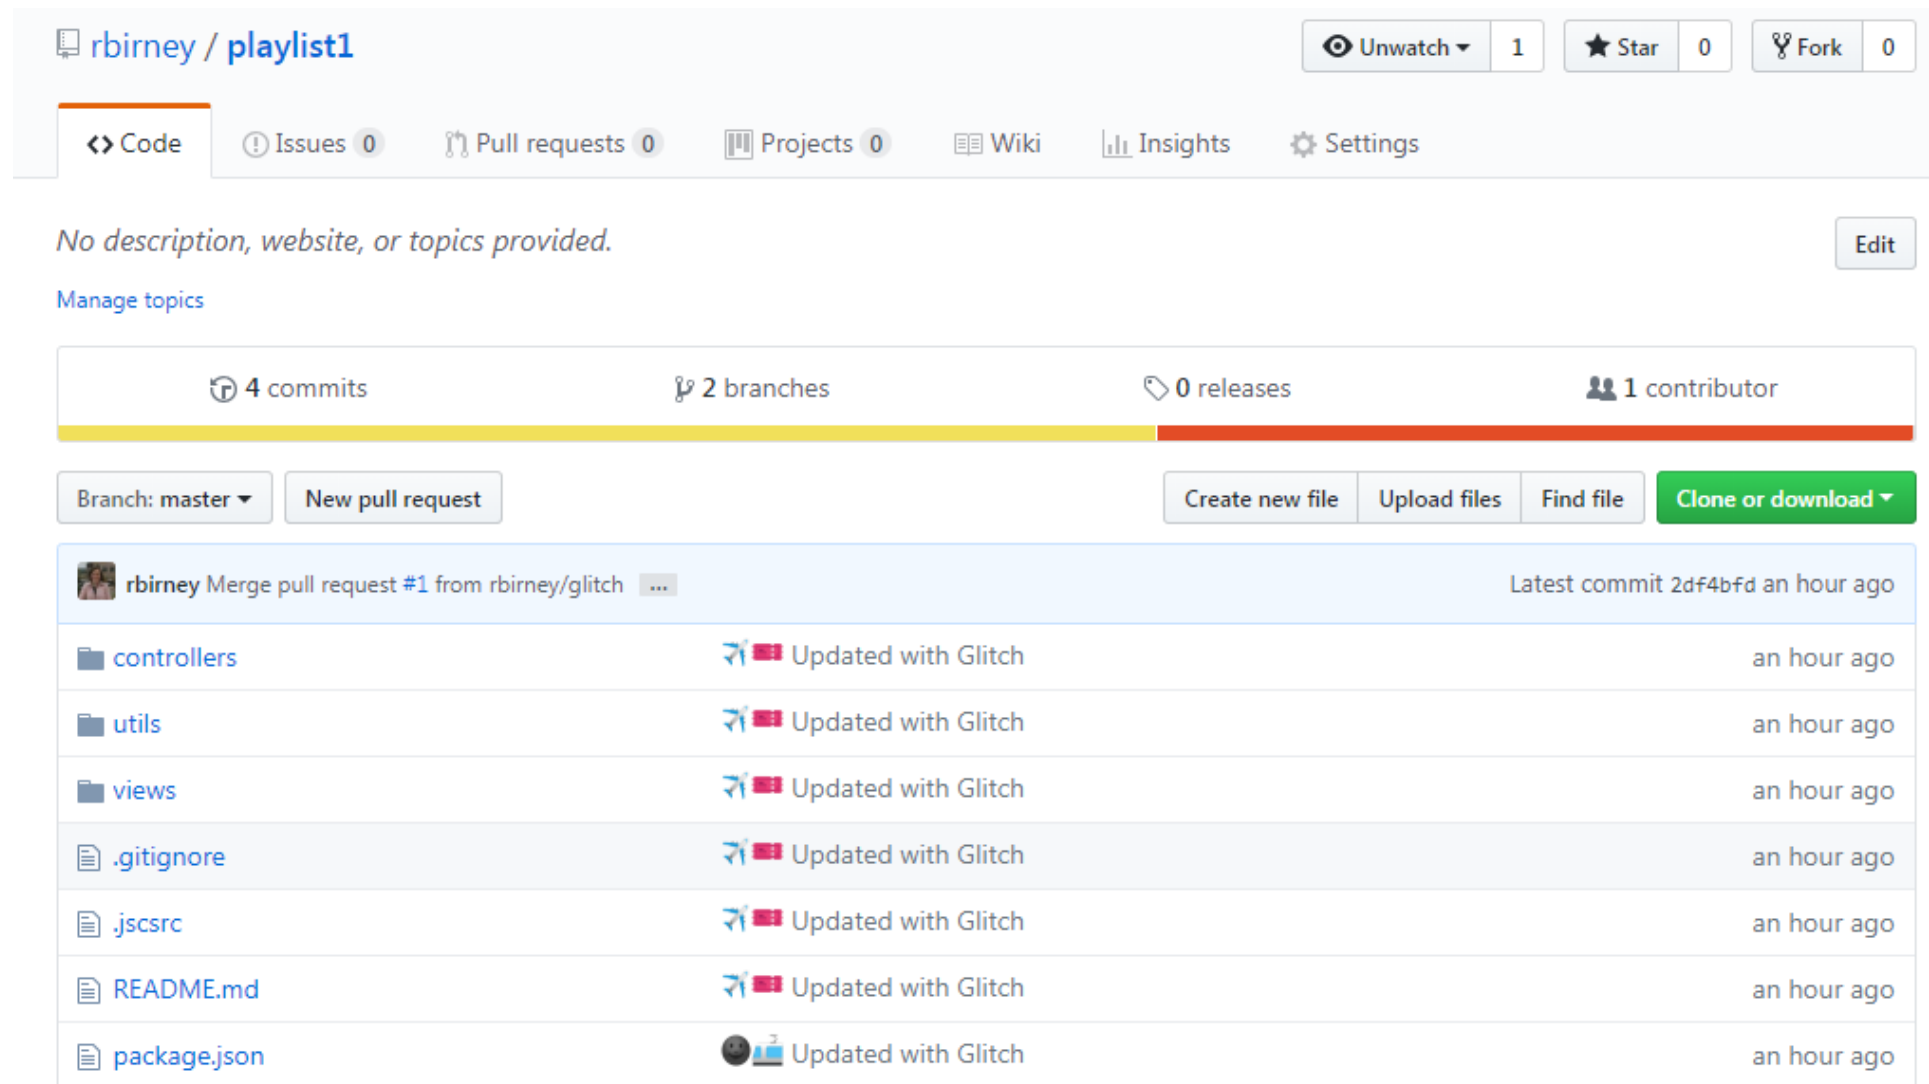 rbirney / playlist1 Unwatch 1 Star 0 Fork 0
Code Issues 0 Pull requests 0 Projects 0 Wiki Insights Settings
No description, website, or topics provided. Edit
Manage topics
4 commits 2 branches 0 releases 1 contributor
Branch: master New pull request Create new file Upload files Find file Clone or download
rbirney Merge pull request #1 from rbirney/glitch ... Latest commit 2df4bfd an hour ago
controllers Updated with Glitch an hour ago
utils Updated with Glitch an hour ago
views Updated with Glitch an hour ago
.gitignore Updated with Glitch an hour ago
.jscsrc Updated with Glitch an hour ago
README.md Updated with Glitch an hour ago
package.json Updated with Glitch an hour ago